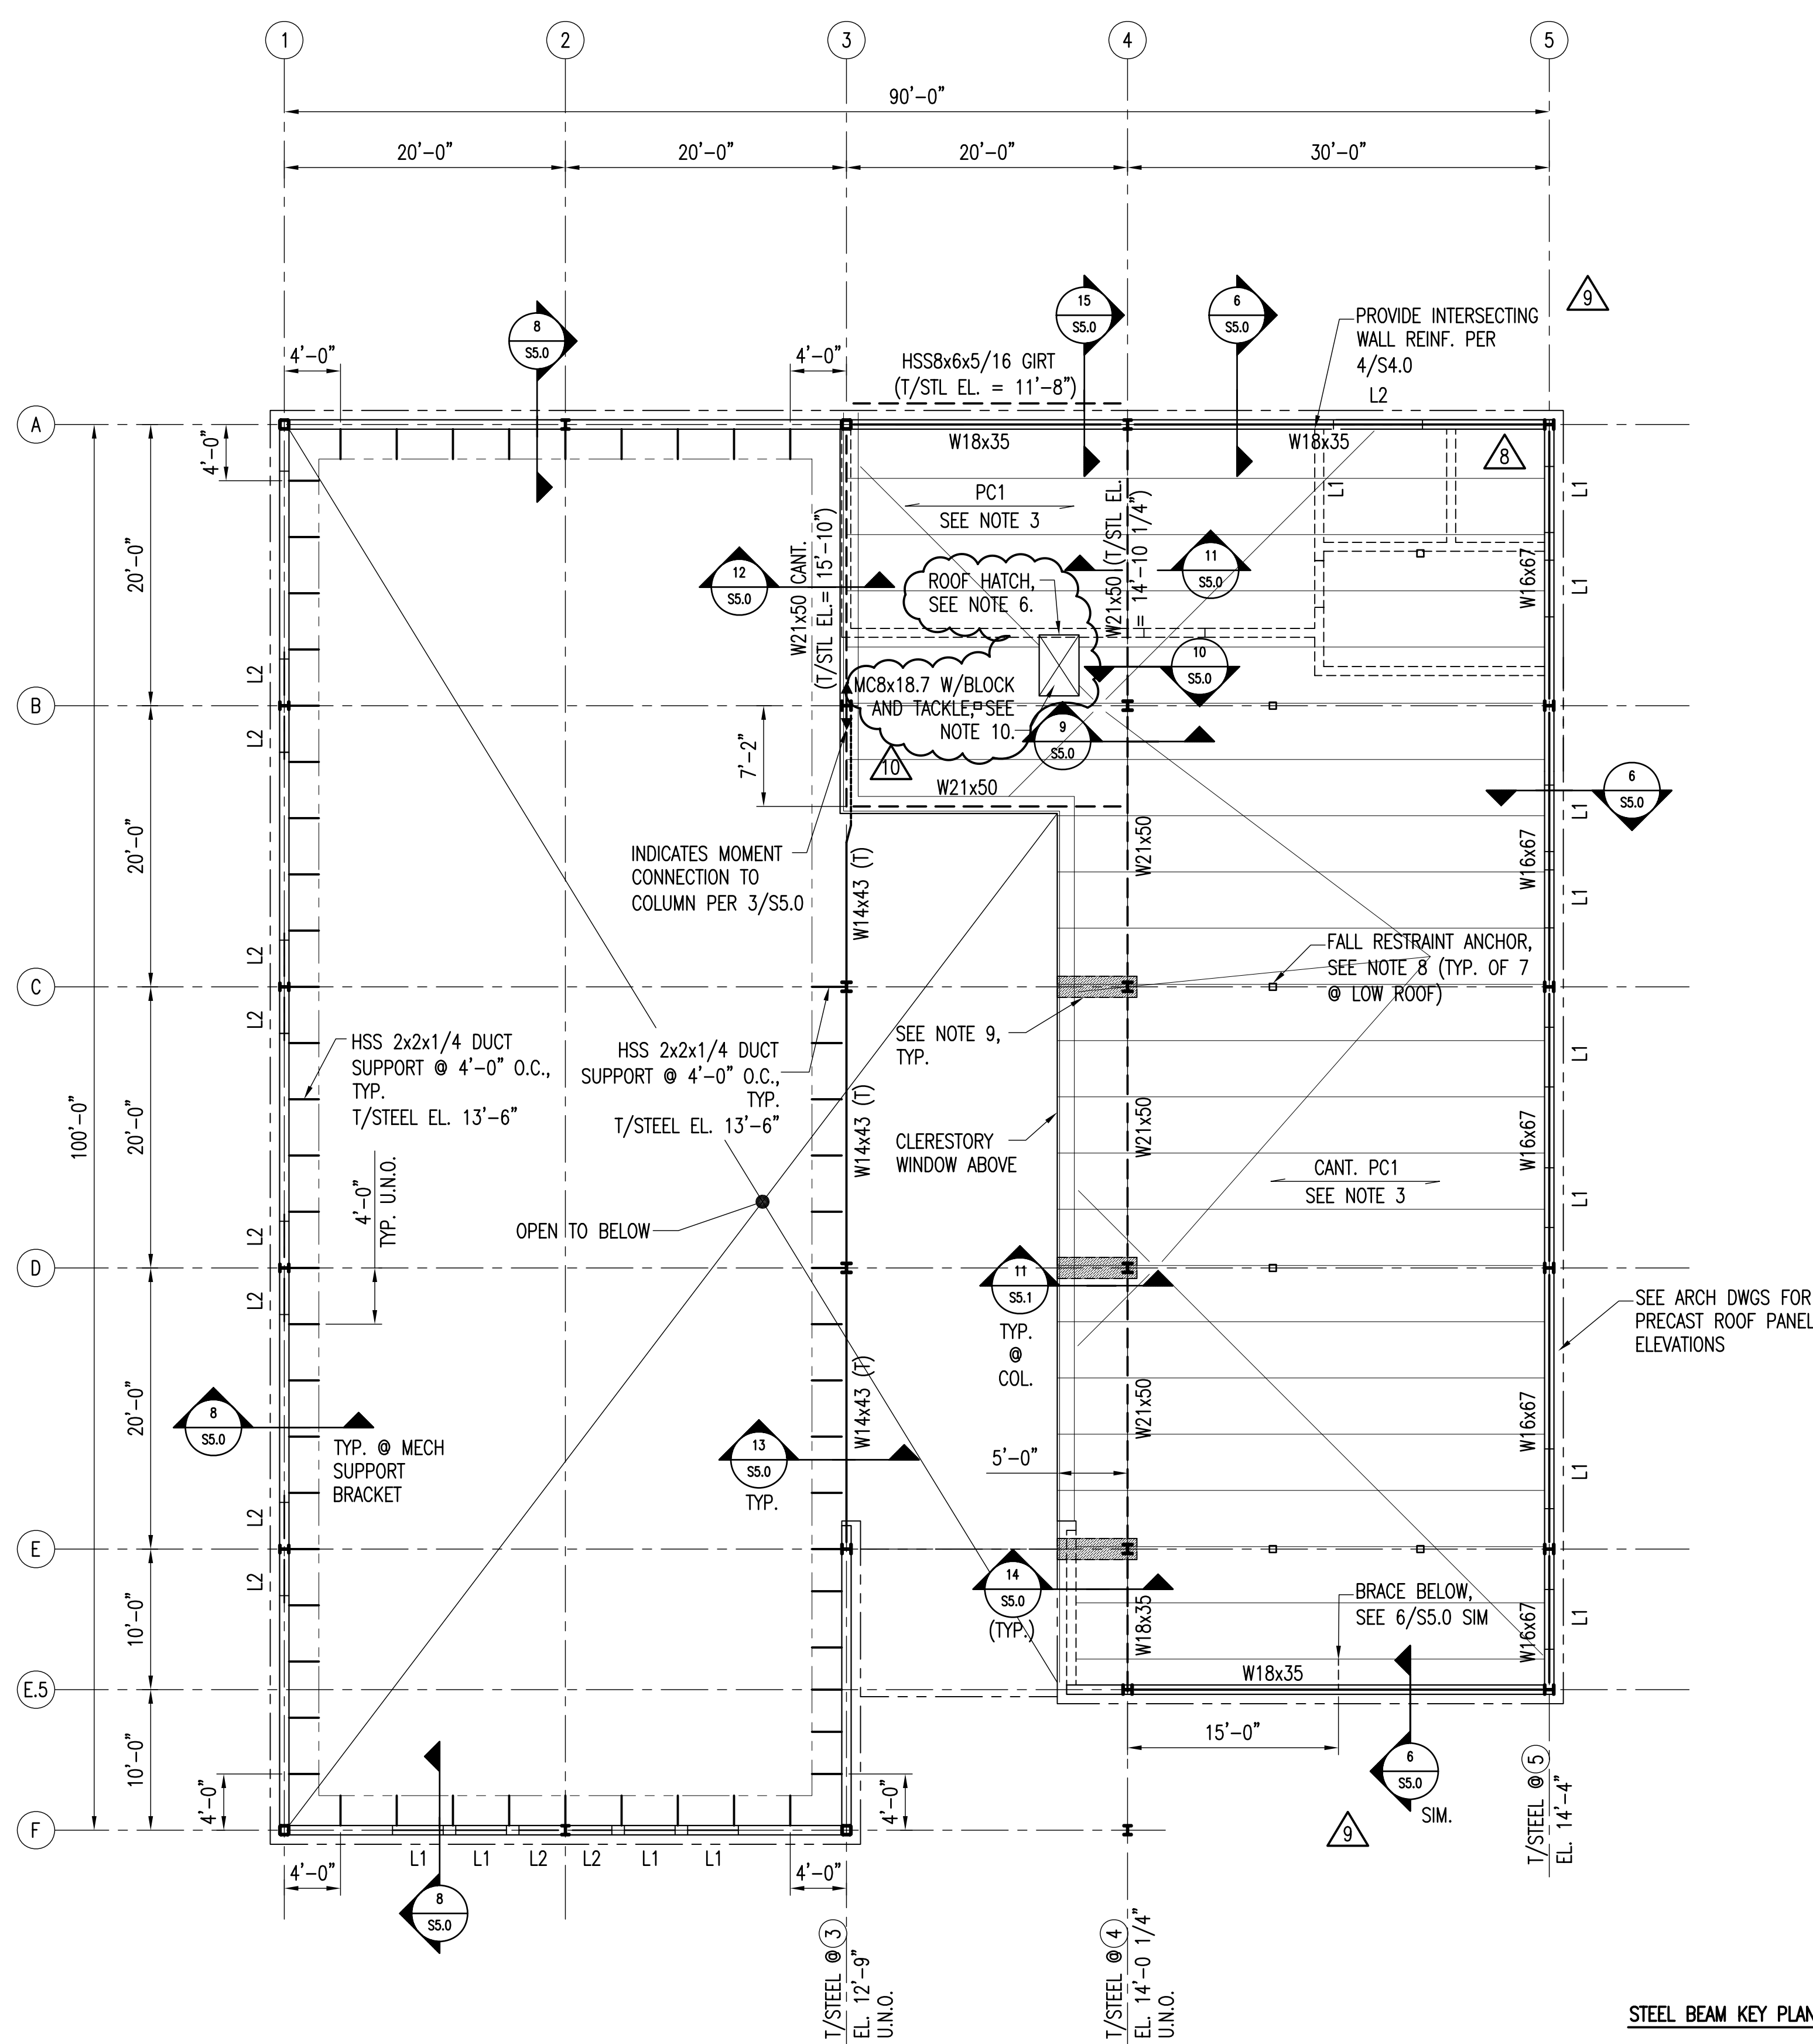 1
2
3
4
5
90'-0"
20'-0"
20'-0"
20'-0"
30'-0"
9
15
S5.0
6
S5.0
PROVIDE INTERSECTING
WALL REINF. PER
4/S4.0
L2
8
S5.0
4'-0"
4'-0"
HSS8x6x5/16 GIRT
(T/STL EL. = 11'-8")
A
4'-0"
W18x35
W18x35
8
PC1
SEE NOTE 3
L1
L1
W21x50 (T/STL EL.
= 14'-10 1/4")
W21x50 CANT.
(T/STL EL.= 15'-10")
20'-0"
12
S5.0
11
S5.0
ROOF HATCH,
SEE NOTE 6.
W16x67
L1
10
S5.0
L2
MC8x18.7 W/BLOCK
AND TACKLE, SEE
NOTE 10.
B
L2
9
S5.0
7'-2"
10
W21x50
6
S5.0
L1
20'-0"
INDICATES MOMENT
CONNECTION TO
COLUMN PER 3/S5.0
W14x43 (T)
W21x50
W16x67
L1
L2
FALL RESTRAINT ANCHOR,
SEE NOTE 8 (TYP. OF 7
@ LOW ROOF)
C
L2
SEE NOTE 9,
TYP.
HSS 2x2x1/4 DUCT
SUPPORT @ 4'-0" O.C.,
TYP.
T/STEEL EL. 13'-6"
HSS 2x2x1/4 DUCT
SUPPORT @ 4'-0" O.C.,
TYP.
T/STEEL EL. 13'-6"
L1
100'-0"
20'-0"
W14x43 (T)
CLERESTORY
WINDOW ABOVE
W21x50
W16x67
CANT. PC1
SEE NOTE 3
L1
4'-0"
TYP. U.N.O.
OPEN TO BELOW
L2
D
L2
11
S5.1
TYP.
@
COL.
SEE ARCH DWGS FOR
PRECAST ROOF PANEL
ELEVATIONS
20'-0"
W14x43 (T)
W21x50
W16x67
8
S5.0
TYP. @ MECH
SUPPORT
BRACKET
13
S5.0
TYP.
5'-0"
L1
L2
E
L2
14
S5.0
(TYP.)
BRACE BELOW,
SEE 6/S5.0 SIM
10'-0"
W18x35
W16x67
L1
W18x35
E.5
15'-0"
10'-0"
6
S5.0
SIM.
4'-0"
4'-0"
F
9
T/STEEL @ 5
EL. 14'-4"
L1
L1
L2
L2
L1
L1
4'-0"
4'-0"
8
S5.0
T/STEEL @ 3
EL. 12'-9"
U.N.O.
T/STEEL @ 4
EL. 14'-0 1/4"
U.N.O.
STEEL BEAM KEY PLAN